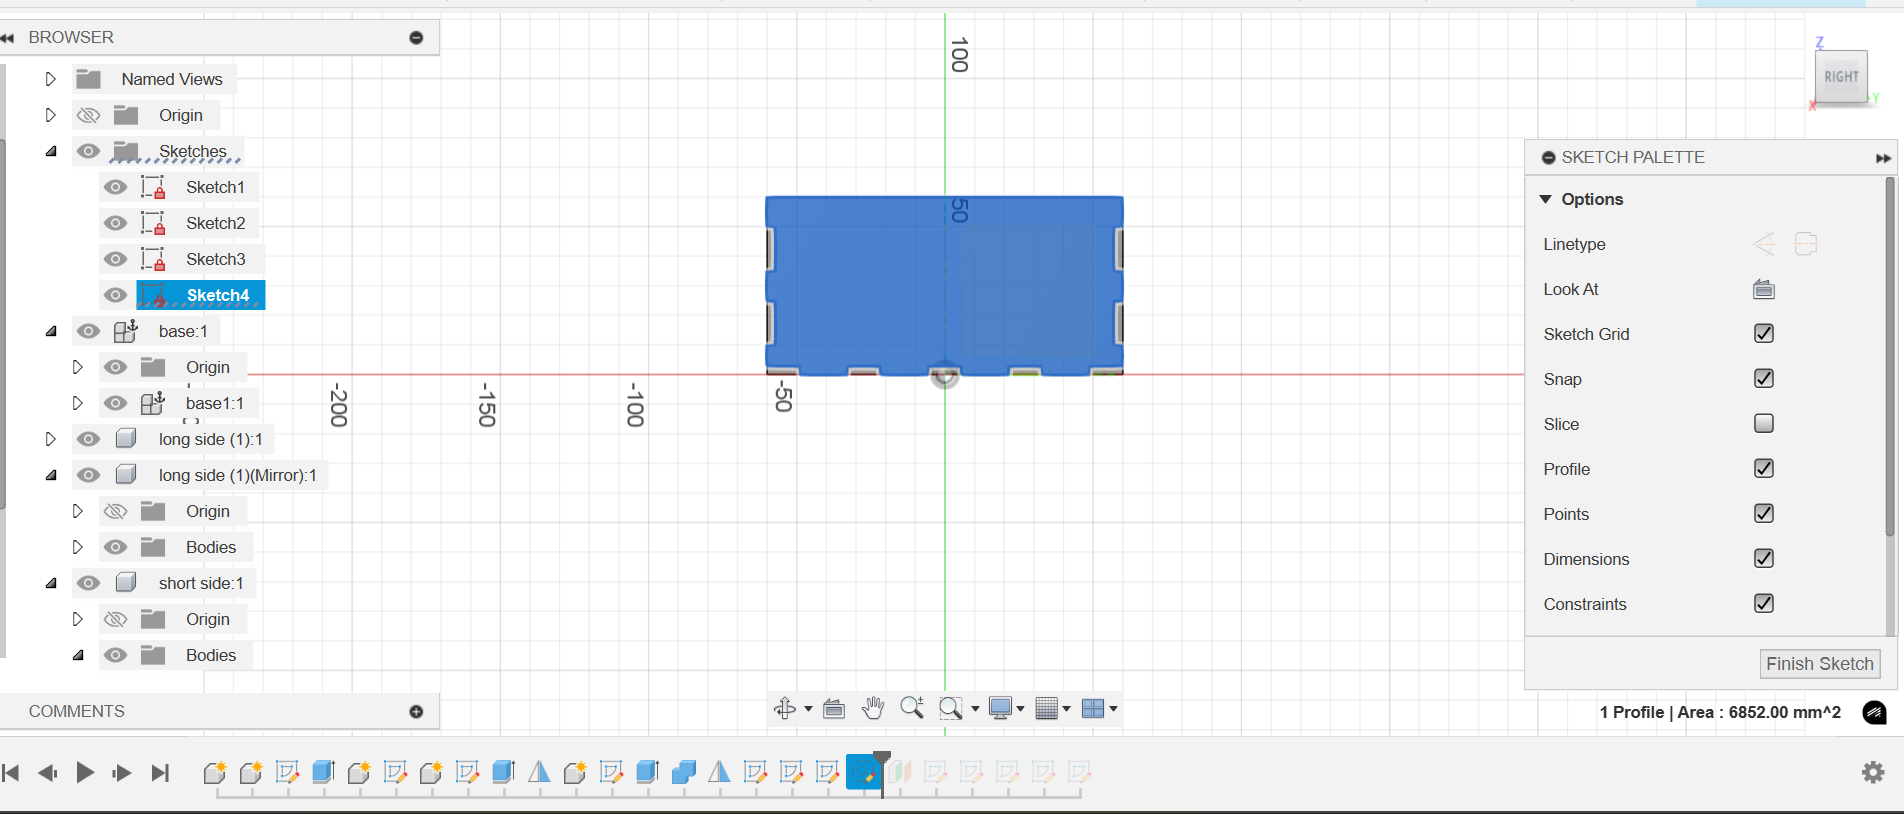 BROWSER
Named Views
Origin
Sketches
Sketch1
Sketch2
Sketch3
Sketch4
base:1
Origin
base1:1
long side (1):1
long side (1)(Mirror):1
Origin
Bodies
short side:1
Origin
Bodies
COMMENTS
100
50
-200
-150
-100
-50
Z
RIGHT
X
Y
SKETCH PALETTE
Options
Linetype
Look At
Sketch Grid
Snap
Slice
Profile
Points
Dimensions
Constraints
Finish Sketch
1 Profile | Area : 6852.00 mm^2